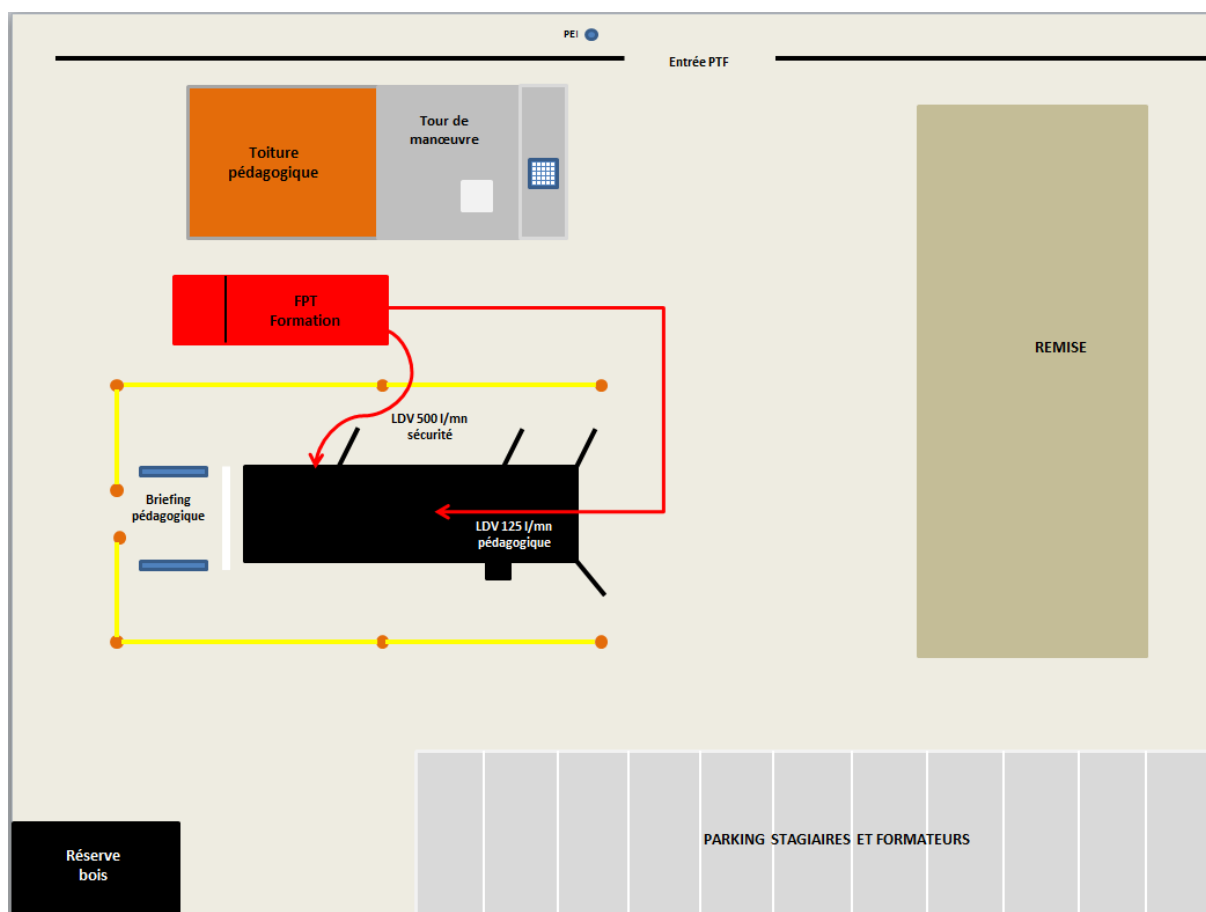 PEI
Entrée PTF
Toiture
pédagogique
Tour de
manœuvre
FPT
Formation
REMISE
LDV 500 l/mn
sécurité
Briefing
pédagogique
LDV 125 l/mn
pédagogique
PARKING STAGIAIRES ET FORMATEURS
Réserve
bois